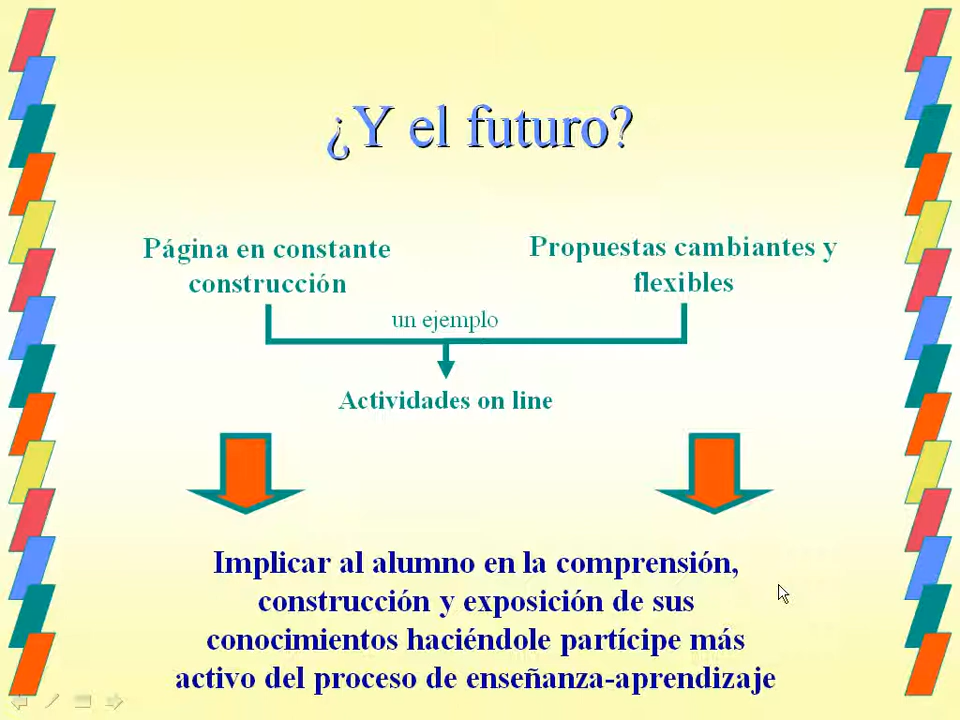 ¿Y el futuro?
Página en constante
construcción
Propuestas cambiantes y
flexibles
un ejemplo
Actividades on line
Implicar al alumno en la comprensión,
construcción y exposición de sus
conocimientos haciéndole partícipe más
activo del proceso de enseñanza-aprendizaje